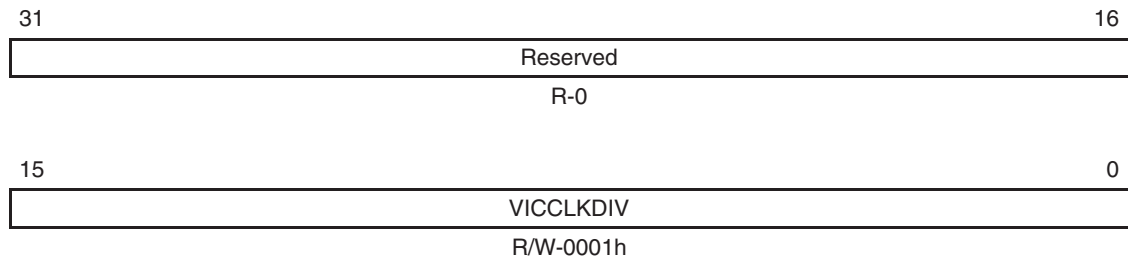 31 16
Reserved
R-0
15 0
VICCLKDIV
R/W-0001h